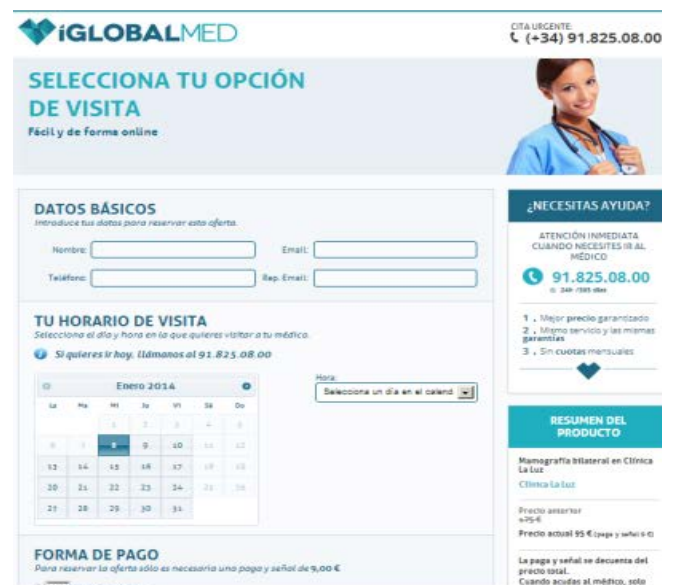 iGLOBALMED
CITA URGENTE:
(+34) 91.825.08.00
SELECCIONA TU OPCIÓN
DE VISITA
Fácil y de forma online
DATOS BÁSICOS
Introduce tus datos para reservar esta oferta.
Nombre:
Email:
Teléfono:
Rep. Email:
TU HORARIO DE VISITA
Selecciona el día y hora en la que quieres visitar a tu médico.
Si quieres ir hoy. Llámanos al 91.825.08.00
Enero 2014
Lu Ma Mi Ju Vi Sá Do
1 2 3 4 5
6 7 8 9 10 11 12
13 14 15 16 17 18 19
20 21 22 23 24 25 26
27 28 29 30 31
Hora:
Selecciona un día en el calend
FORMA DE PAGO
Para reservar la oferta sólo es necesaria una paga y señal de 9,00 €
¿NECESITAS AYUDA?
ATENCIÓN INMEDIATA
CUANDO NECESITES IR AL
MÉDICO
91.825.08.00
24h /365 días
1 . Mejor precio garantizado
2 . Mismo servicio y las mismas
garantías
3 . Sin cuotas mensuales
RESUMEN DEL
PRODUCTO
Mamografía bilateral en Clínica
La Luz
Clínica La Luz
Precio anterior
175 €
Precio actual 95 € (paga y señal 9 €)
La paga y señal se decuenta del
precio total.
Cuando acudas al médico, solo